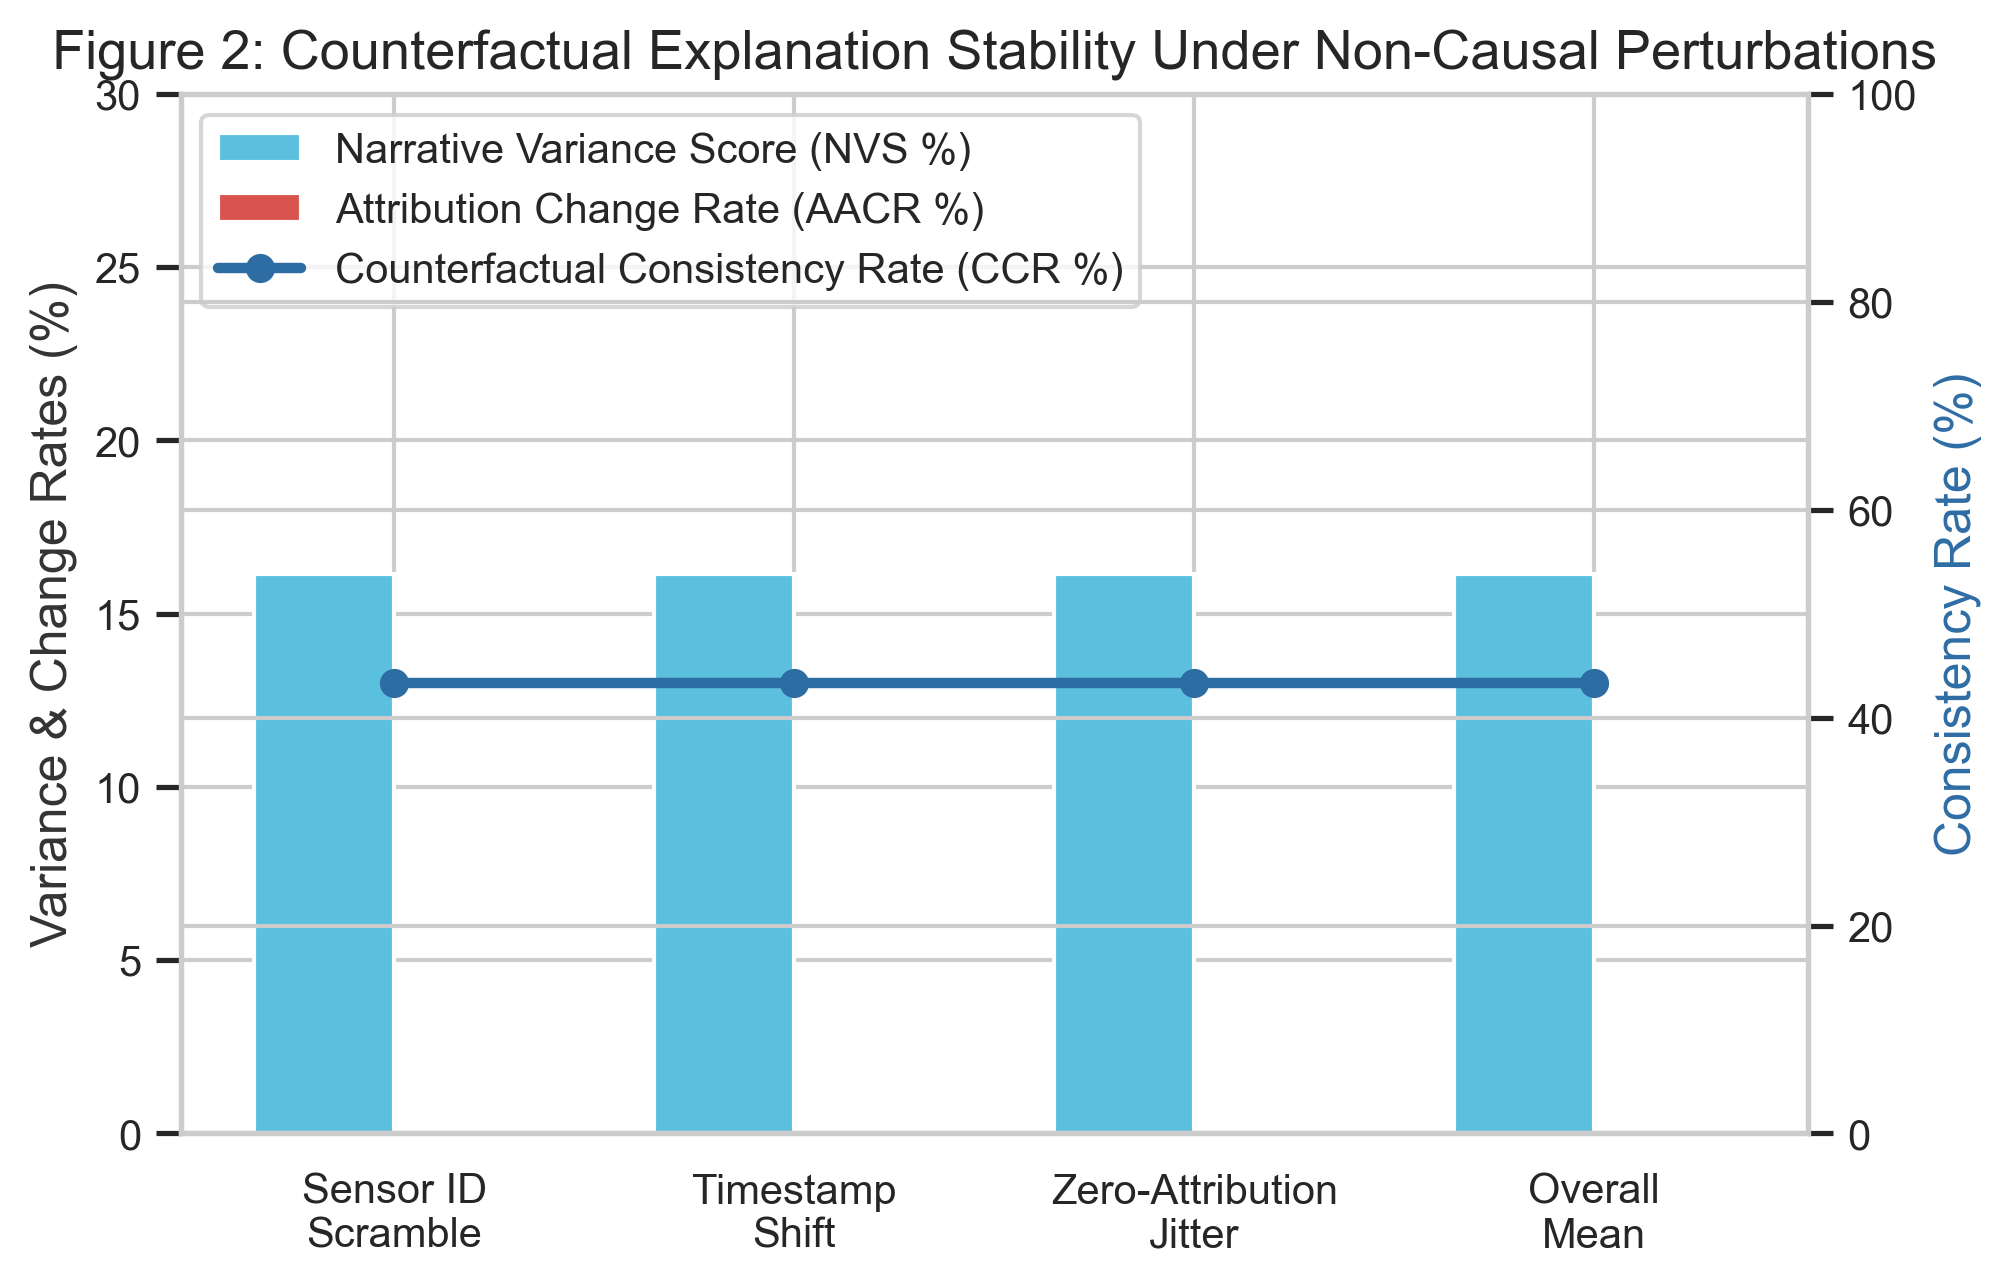 Figure 2: Counterfactual Explanation Stability Under Non-Causal Perturbations
Narrative Variance Score (NVS %)
Attribution Change Rate (AACR %)
Counterfactual Consistency Rate (CCR %)
Variance & Change Rates (%)
30
25
20
15
10
5
0
100
80
60
40
20
0
Consistency Rate (%)
Sensor ID
Scramble
Timestamp
Shift
Zero-Attribution
Jitter
Overall
Mean